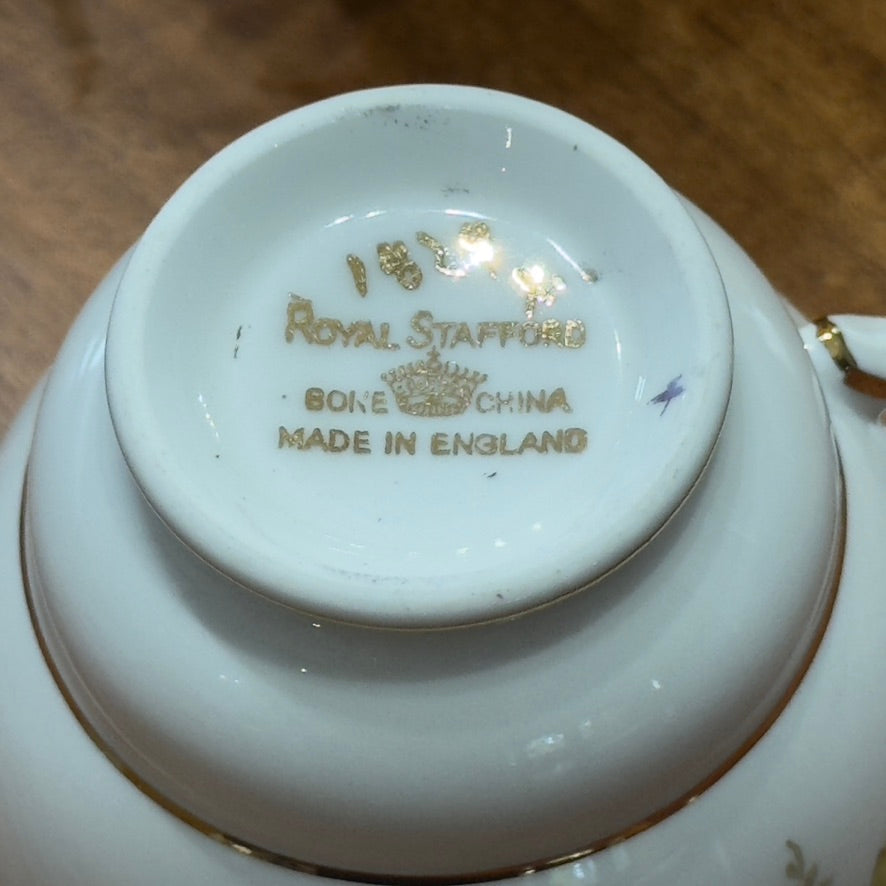 ROYAL STAFFORD
BONE CHINA
MADE IN ENGLAND